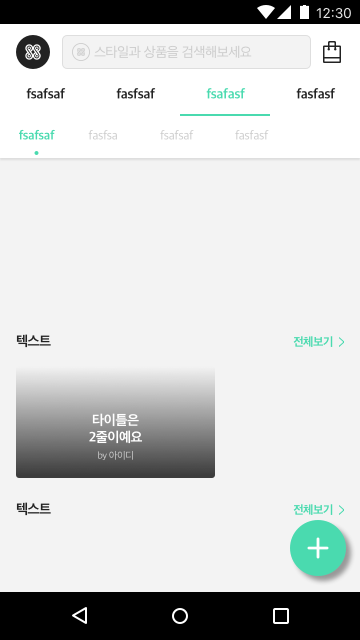 12:30
스타일과 상품을 검색해보세요
fsafsaf
fasfsaf
fsafasf
fasfasf
fsafsaf
fasfsa
fsafsaf
fasfasf
텍스트
전체보기
타이틀은
2줄이예요
by 아이디
텍스트
전체보기